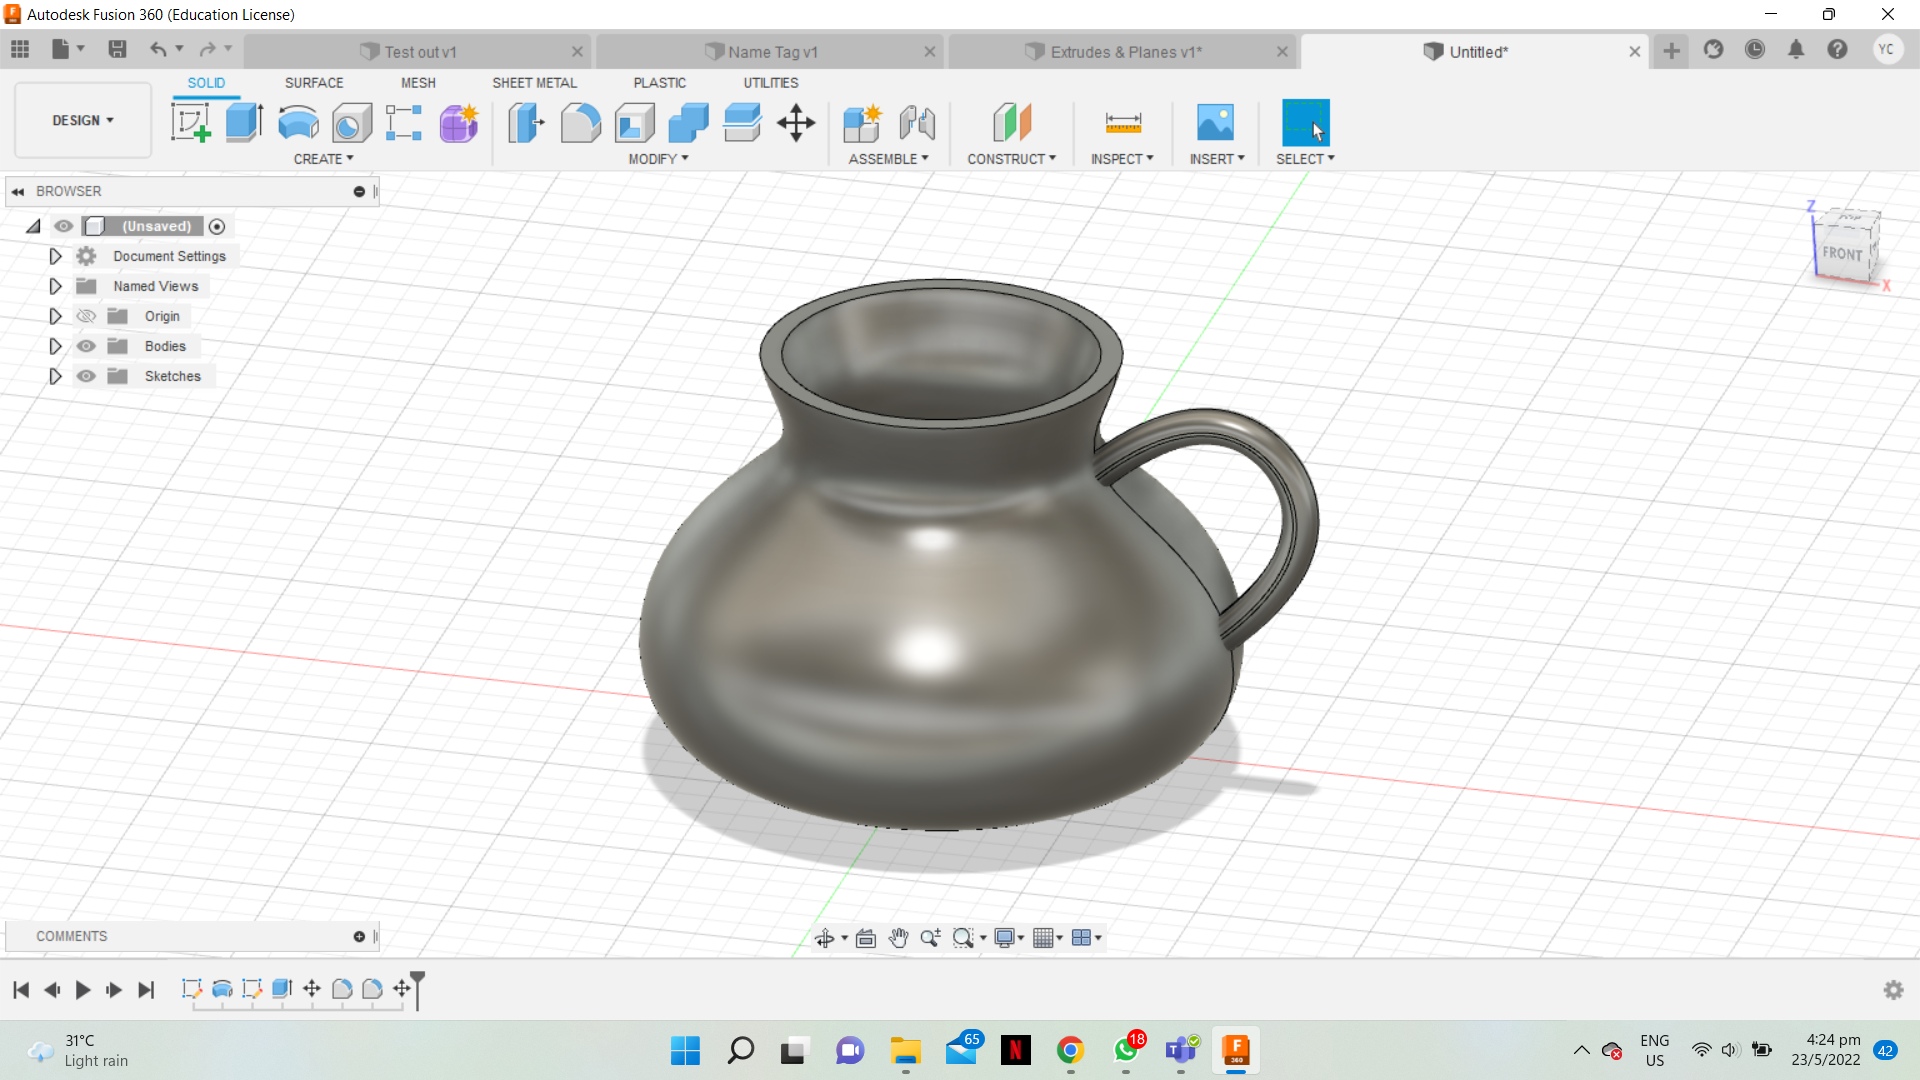 Autodesk Fusion 360 (Education License)
Test out v1
Name Tag v1
Extrudes & Planes v1*
Untitled*
YC
SOLID SURFACE MESH SHEET METAL PLASTIC UTILITIES
DESIGN
CREATE MODIFY ASSEMBLE CONSTRUCT INSPECT INSERT SELECT
BROWSER
(Unsaved)
Document Settings
Named Views
Origin
Bodies
Sketches
Z
TOP
FRONT
X
COMMENTS
31°C
Light rain
65
N
18
T
F
360
ENG
US
4:24 pm
23/5/2022
42